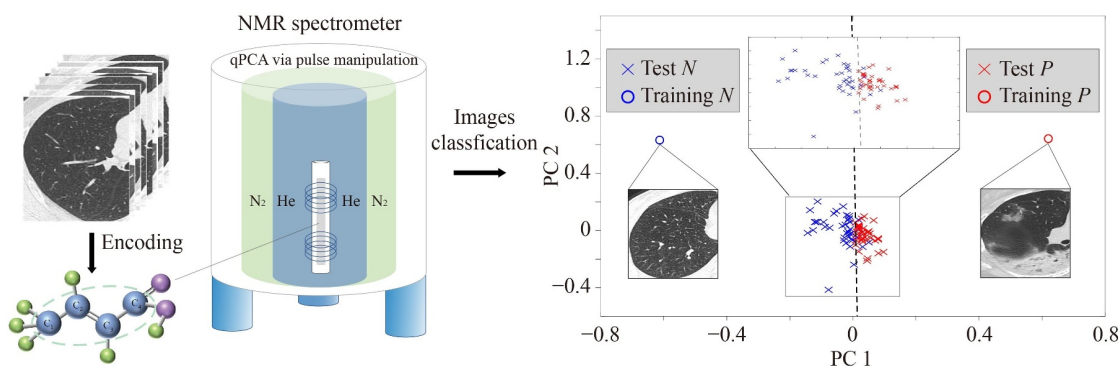 NMR spectrometer
qPCA via pulse manipulation
N₂ He He N₂
Encoding
C₁ C₂ C₃ C₄
Images
classfication
PC 2
1.2
0.8
0.4
0
−0.4
−0.8
−0.4
0
0.4
0.8
PC 1
Test N
Training N
Test P
Training P